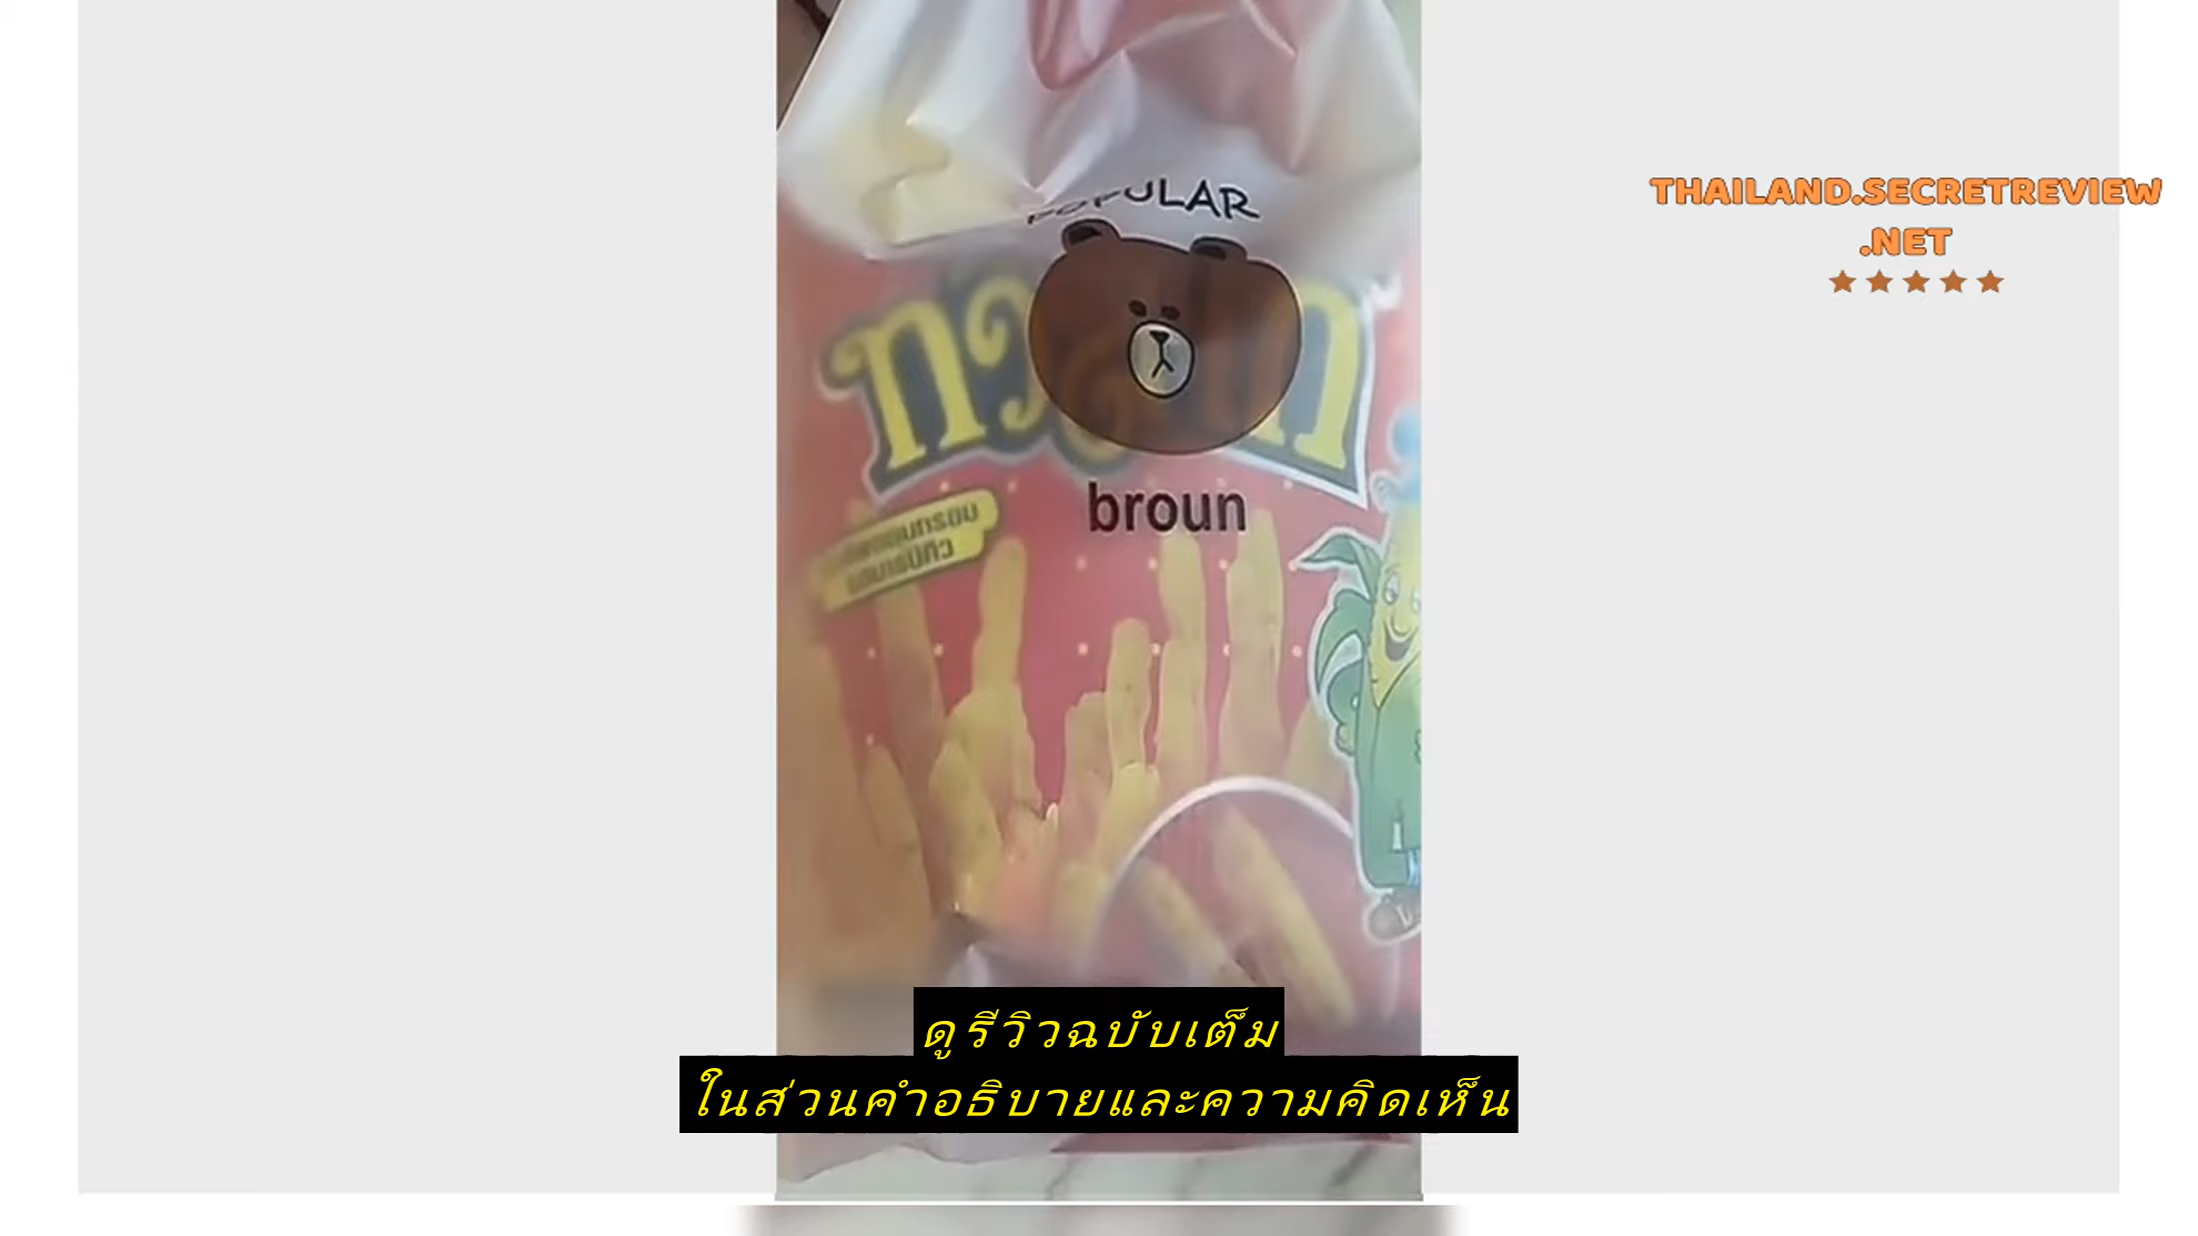 POPULAR
broun
THAILAND.SECRETREVIEW
.NET
ดูรีวิวฉบับเต็ม
ในส่วนคำอธิบายและความคิดเห็น